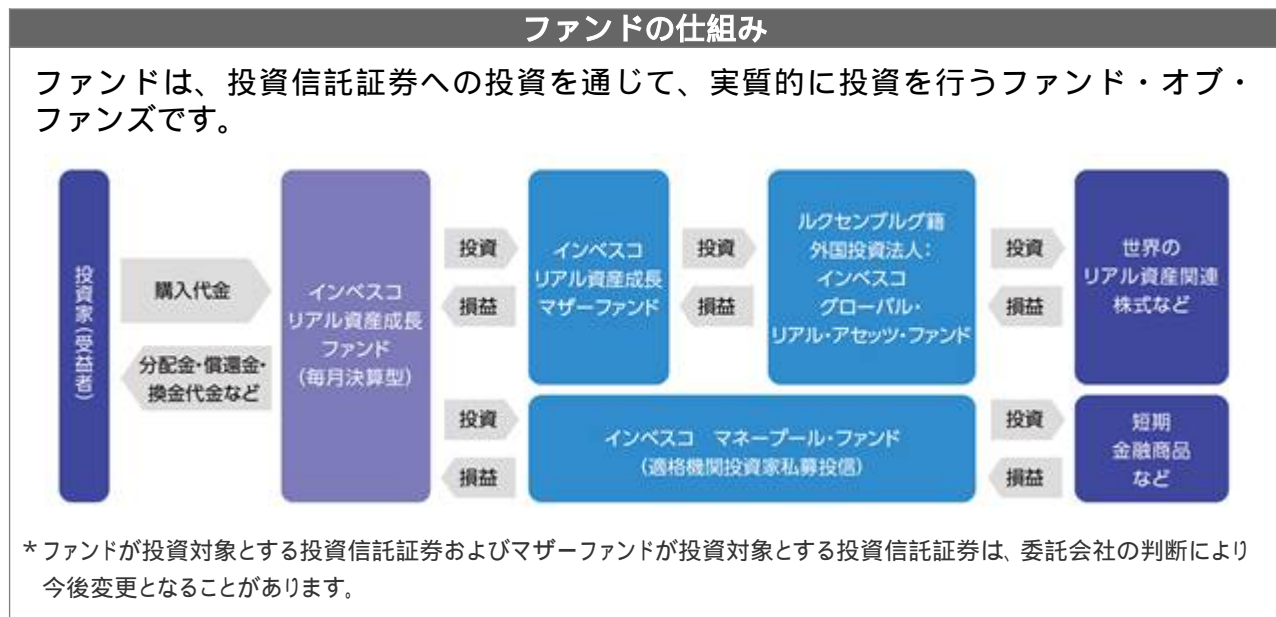 ファンドの仕組み
ファンドは、投資信託証券への投資を通じて、実質的に投資を行うファンド・オブ・
ファンズです。
投資家(受益者)
購入代金
分配金・償還金・
換金代金など
インベスコ
リアル資産成長
ファンド
(毎月決算型)
投資
損益
インベスコ
リアル資産成長
マザーファンド
投資
損益
ルクセンブルグ籍
外国投資法人:
インベスコ
グローバル・
リアル・アセッツ・ファンド
投資
損益
世界の
リアル資産関連
株式など
投資
損益
インベスコ マネープール・ファンド
(適格機関投資家私募投信)
投資
損益
短期
金融商品
など
*ファンドが投資対象とする投資信託証券およびマザーファンドが投資対象とする投資信託証券は、委託会社の判断により
今後変更となることがあります。